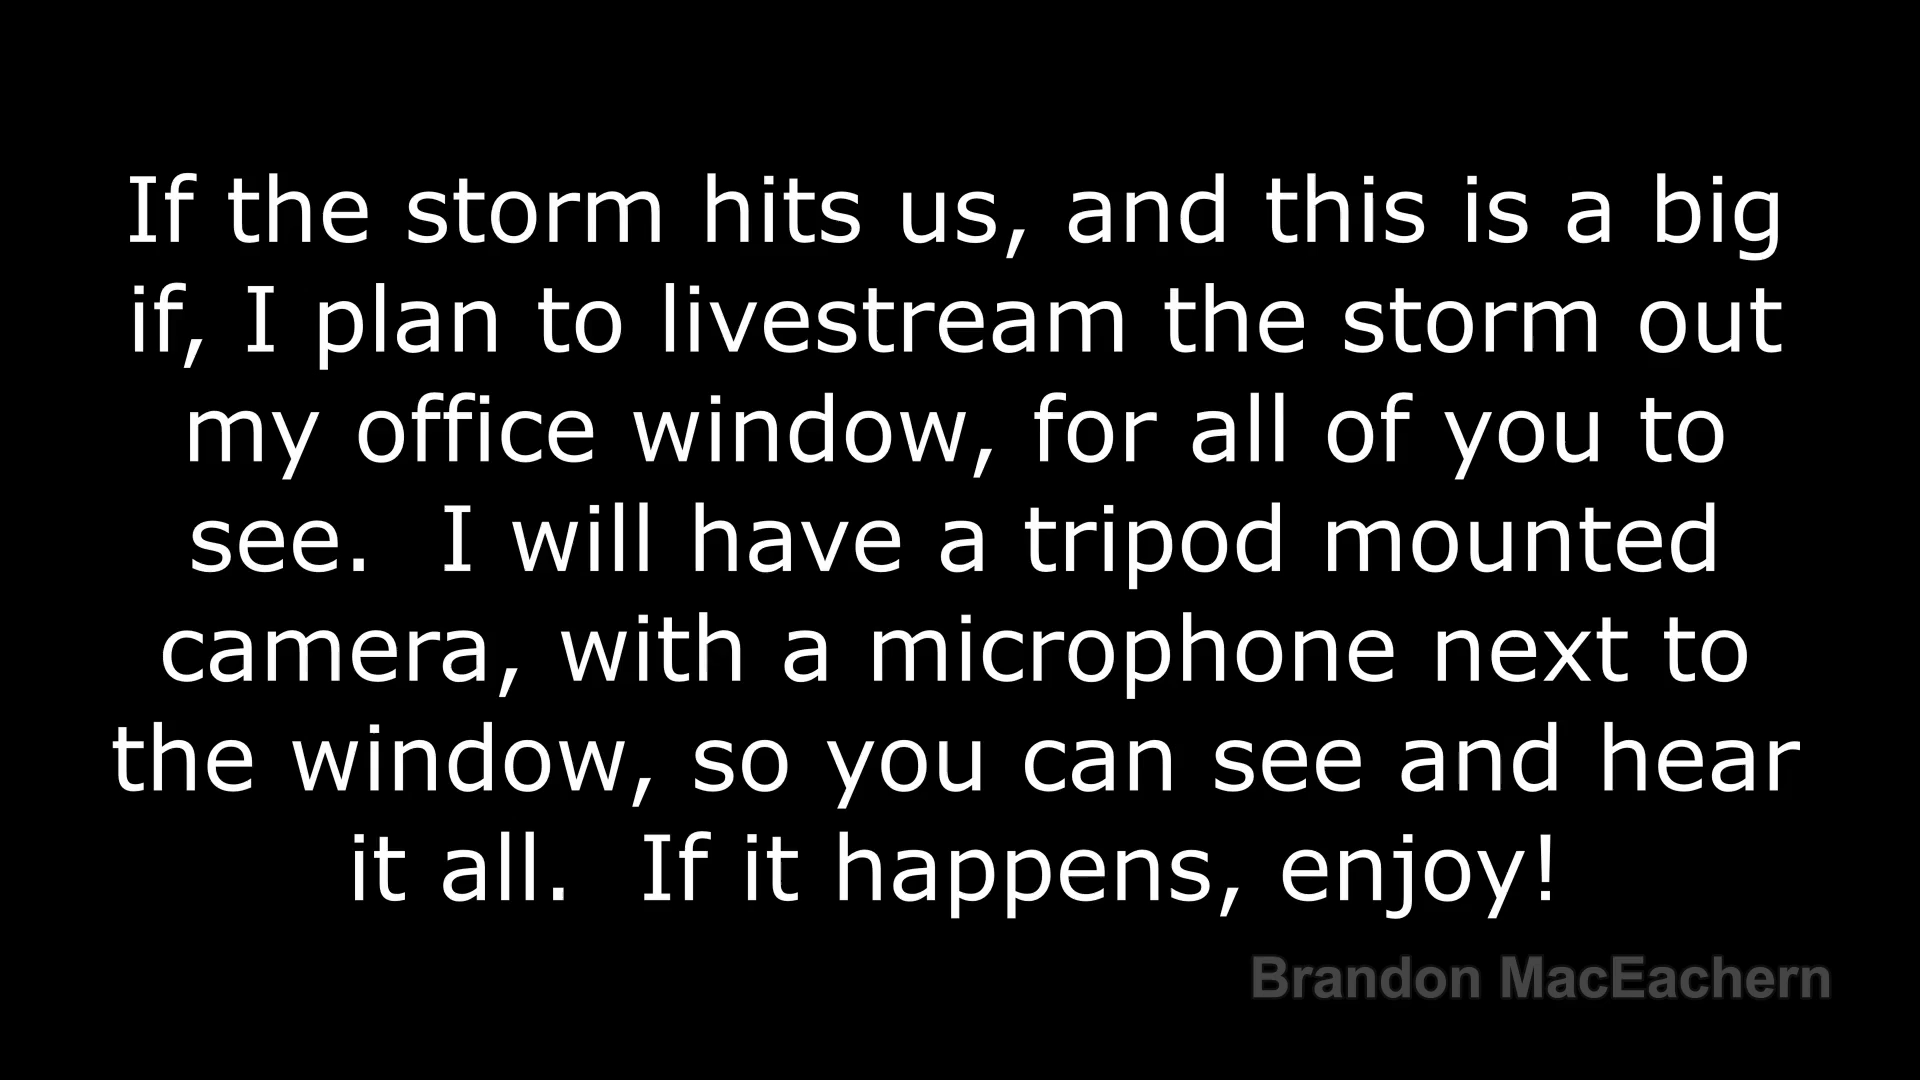 If the storm hits us, and this is a big
if, I plan to livestream the storm out
my office window, for all of you to
see.  I will have a tripod mounted
camera, with a microphone next to
the window, so you can see and hear
it all.  If it happens, enjoy!
Brandon MacEachern